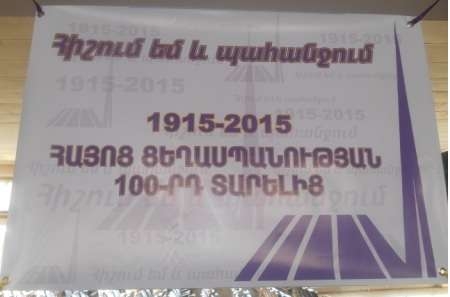 Հիշում եմ և պահանջում
1915-2015
ՀԱՅՈՑ ՑԵՂԱՍՊԱՆՈՒԹՅԱՆ
100-ՐԴ ՏԱՐԵԼԻՑ